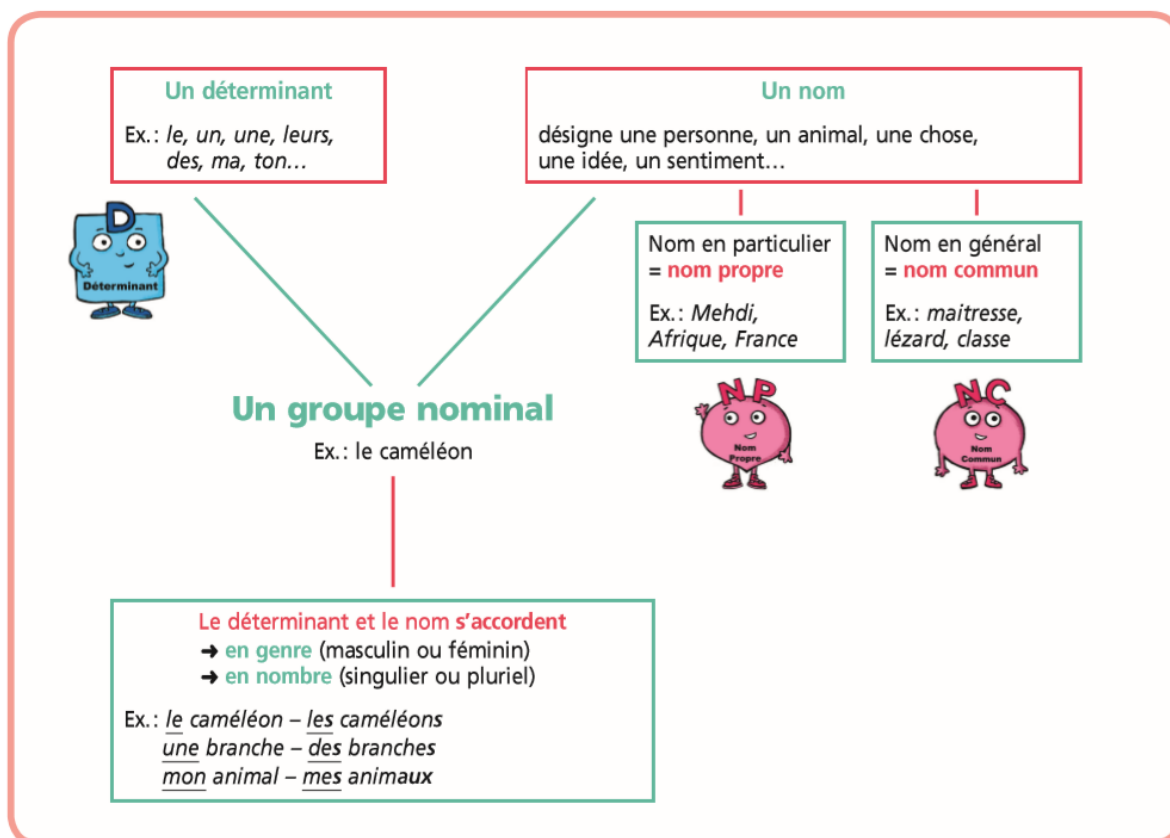 Un déterminant
Ex.: le, un, une, leurs,
des, ma, ton…
Un nom
désigne une personne, un animal, une chose,
une idée, un sentiment…
D
Déterminant
Nom en particulier
= nom propre
Ex.: Mehdi,
Afrique, France
Nom en général
= nom commun
Ex.: maitresse,
lézard, classe
NP
Nom
Propre
NC
Nom
Commun
Un groupe nominal
Ex.: le caméléon
Le déterminant et le nom s’accordent
➜ en genre (masculin ou féminin)
➜ en nombre (singulier ou pluriel)
Ex.: le caméléon – les caméléons
une branche – des branches
mon animal – mes animaux